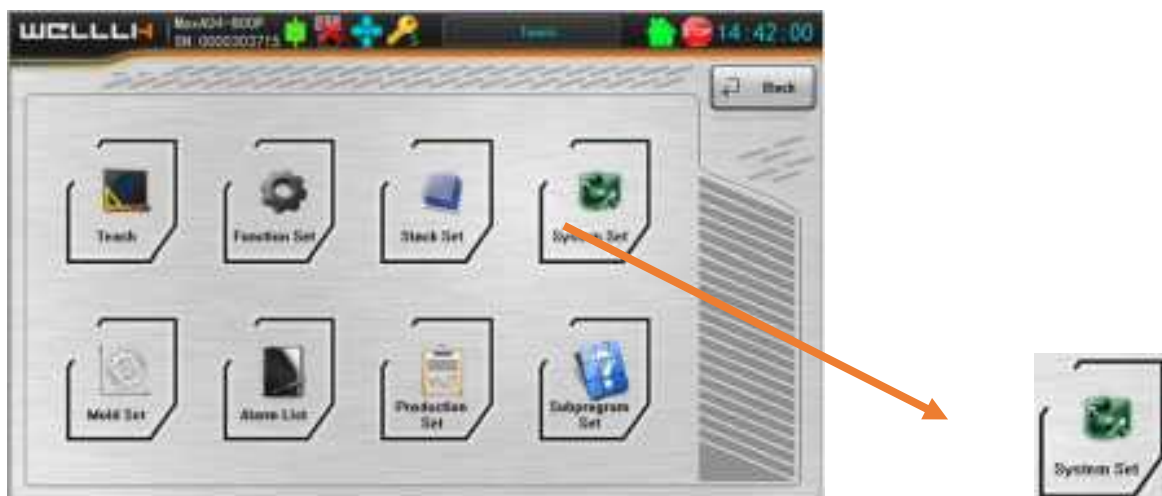 WELLLIH
14:42:00
Back
Teach
Function Set
Stack Set
System Set
Mold Set
Alarm List
Production
Set
Subprogram
Set
System Set